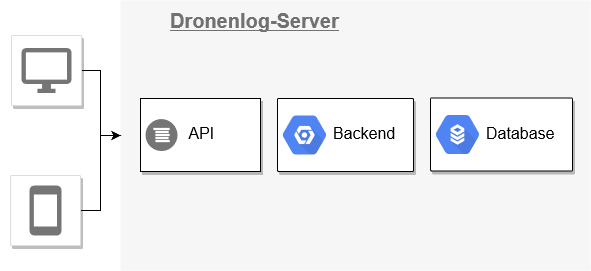 Dronenlog-Server
API
Backend
Database